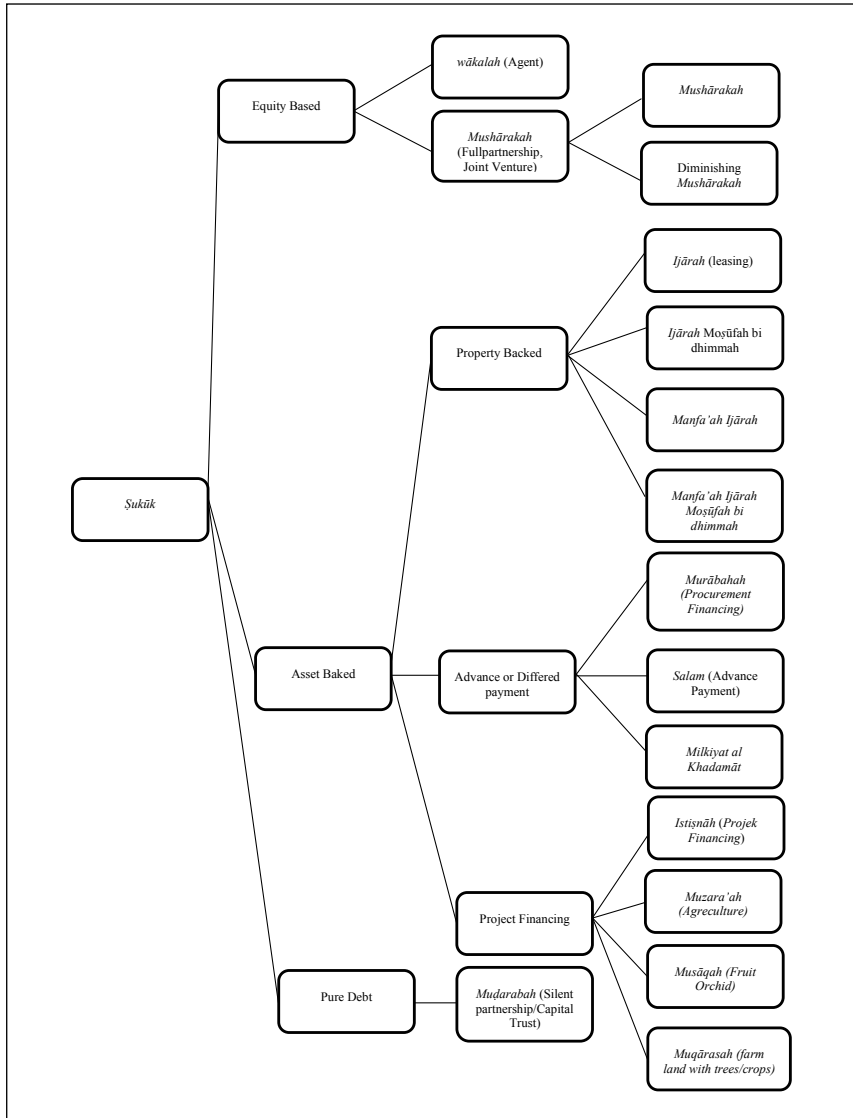 wākalah (Agent)
Equity Based
Mushārakah
(Fullpartnership,
Joint Venture)
Mushārakah
Diminishing
Mushārakah
Ijārah (leasing)
Ijārah Moṣūfah bi
dhimmah
Property Backed
Manfa’ah Ijārah
Manfa’ah Ijārah
Moṣūfah bi
dhimmah
Ṣukūk
Murābahah
(Procurement
Financing)
Asset Baked
Advance or Differed
payment
Salam (Advance
Payment)
Milkiyat al
Khadamāt
Istiṣnāh (Projek
Financing)
Muzara’ah
(Agreculture)
Project Financing
Musāqah (Fruit
Orchid)
Muqārasah (farm
land with trees/crops)
Pure Debt
Muḍarabah (Silent
partnership/Capital
Trust)